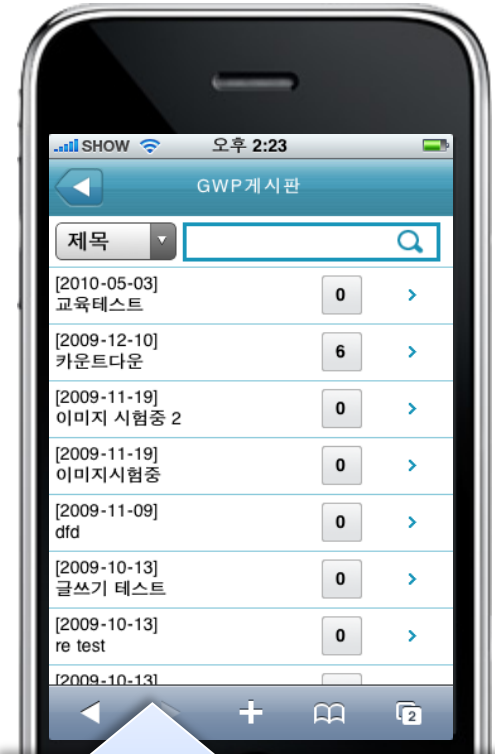 SHOW 오후 2:23
GWP게시판
제목
[2010-05-03]
교육테스트
0
[2009-12-10]
카운트다운
6
[2009-11-19]
이미지 시험중 2
0
[2009-11-19]
이미지시험중
0
[2009-11-09]
dfd
0
[2009-10-13]
글쓰기 테스트
0
[2009-10-13]
re test
0
[2009-10-13]
2